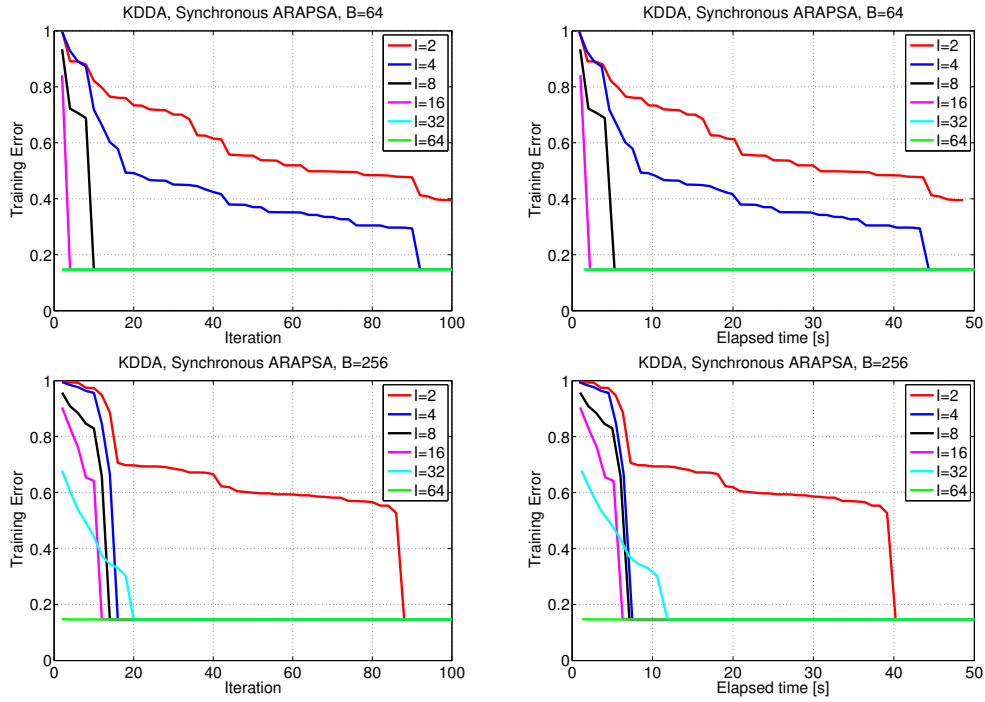 KDDA, Synchronous ARAPSA, B=64
Training Error
1
0.8
0.6
0.4
0.2
0
0 20 40 60 80 100
Iteration
l=2
l=4
l=8
l=16
l=32
l=64
KDDA, Synchronous ARAPSA, B=64
Training Error
1
0.8
0.6
0.4
0.2
0
0 10 20 30 40 50
Elapsed time [s]
l=2
l=4
l=8
l=16
l=32
l=64
KDDA, Synchronous ARAPSA, B=256
Training Error
1
0.8
0.6
0.4
0.2
0
0 20 40 60 80 100
Iteration
l=2
l=4
l=8
l=16
l=32
l=64
KDDA, Synchronous ARAPSA, B=256
Training Error
1
0.8
0.6
0.4
0.2
0
0 10 20 30 40 50
Elapsed time [s]
l=2
l=4
l=8
l=16
l=32
l=64